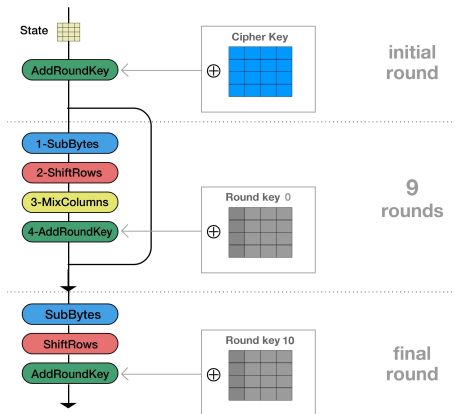 State
Cipher Key
AddRoundKey
initial
round
1-SubBytes
2-ShiftRows
3-MixColumns
4-AddRoundKey
Round key 0
9
rounds
SubBytes
ShiftRows
AddRoundKey
Round key 10
final
round